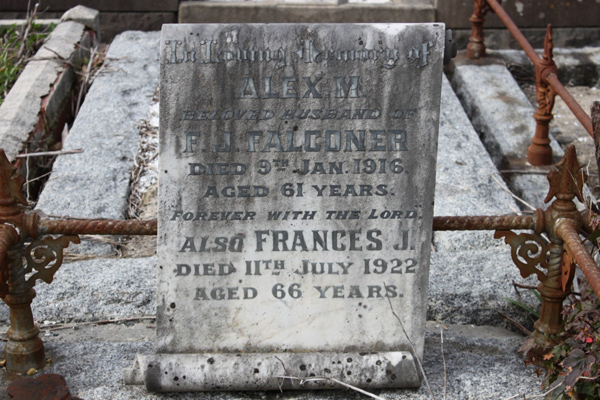 In Loving Memory of
ALEX. M.
BELOVED HUSBAND OF
F. J. FALCONER
DIED 9TH JAN. 1916.
AGED 61 YEARS.
FOREVER WITH THE LORD.
ALSO FRANCES J.
DIED 11TH JULY 1922
AGED 66 YEARS.